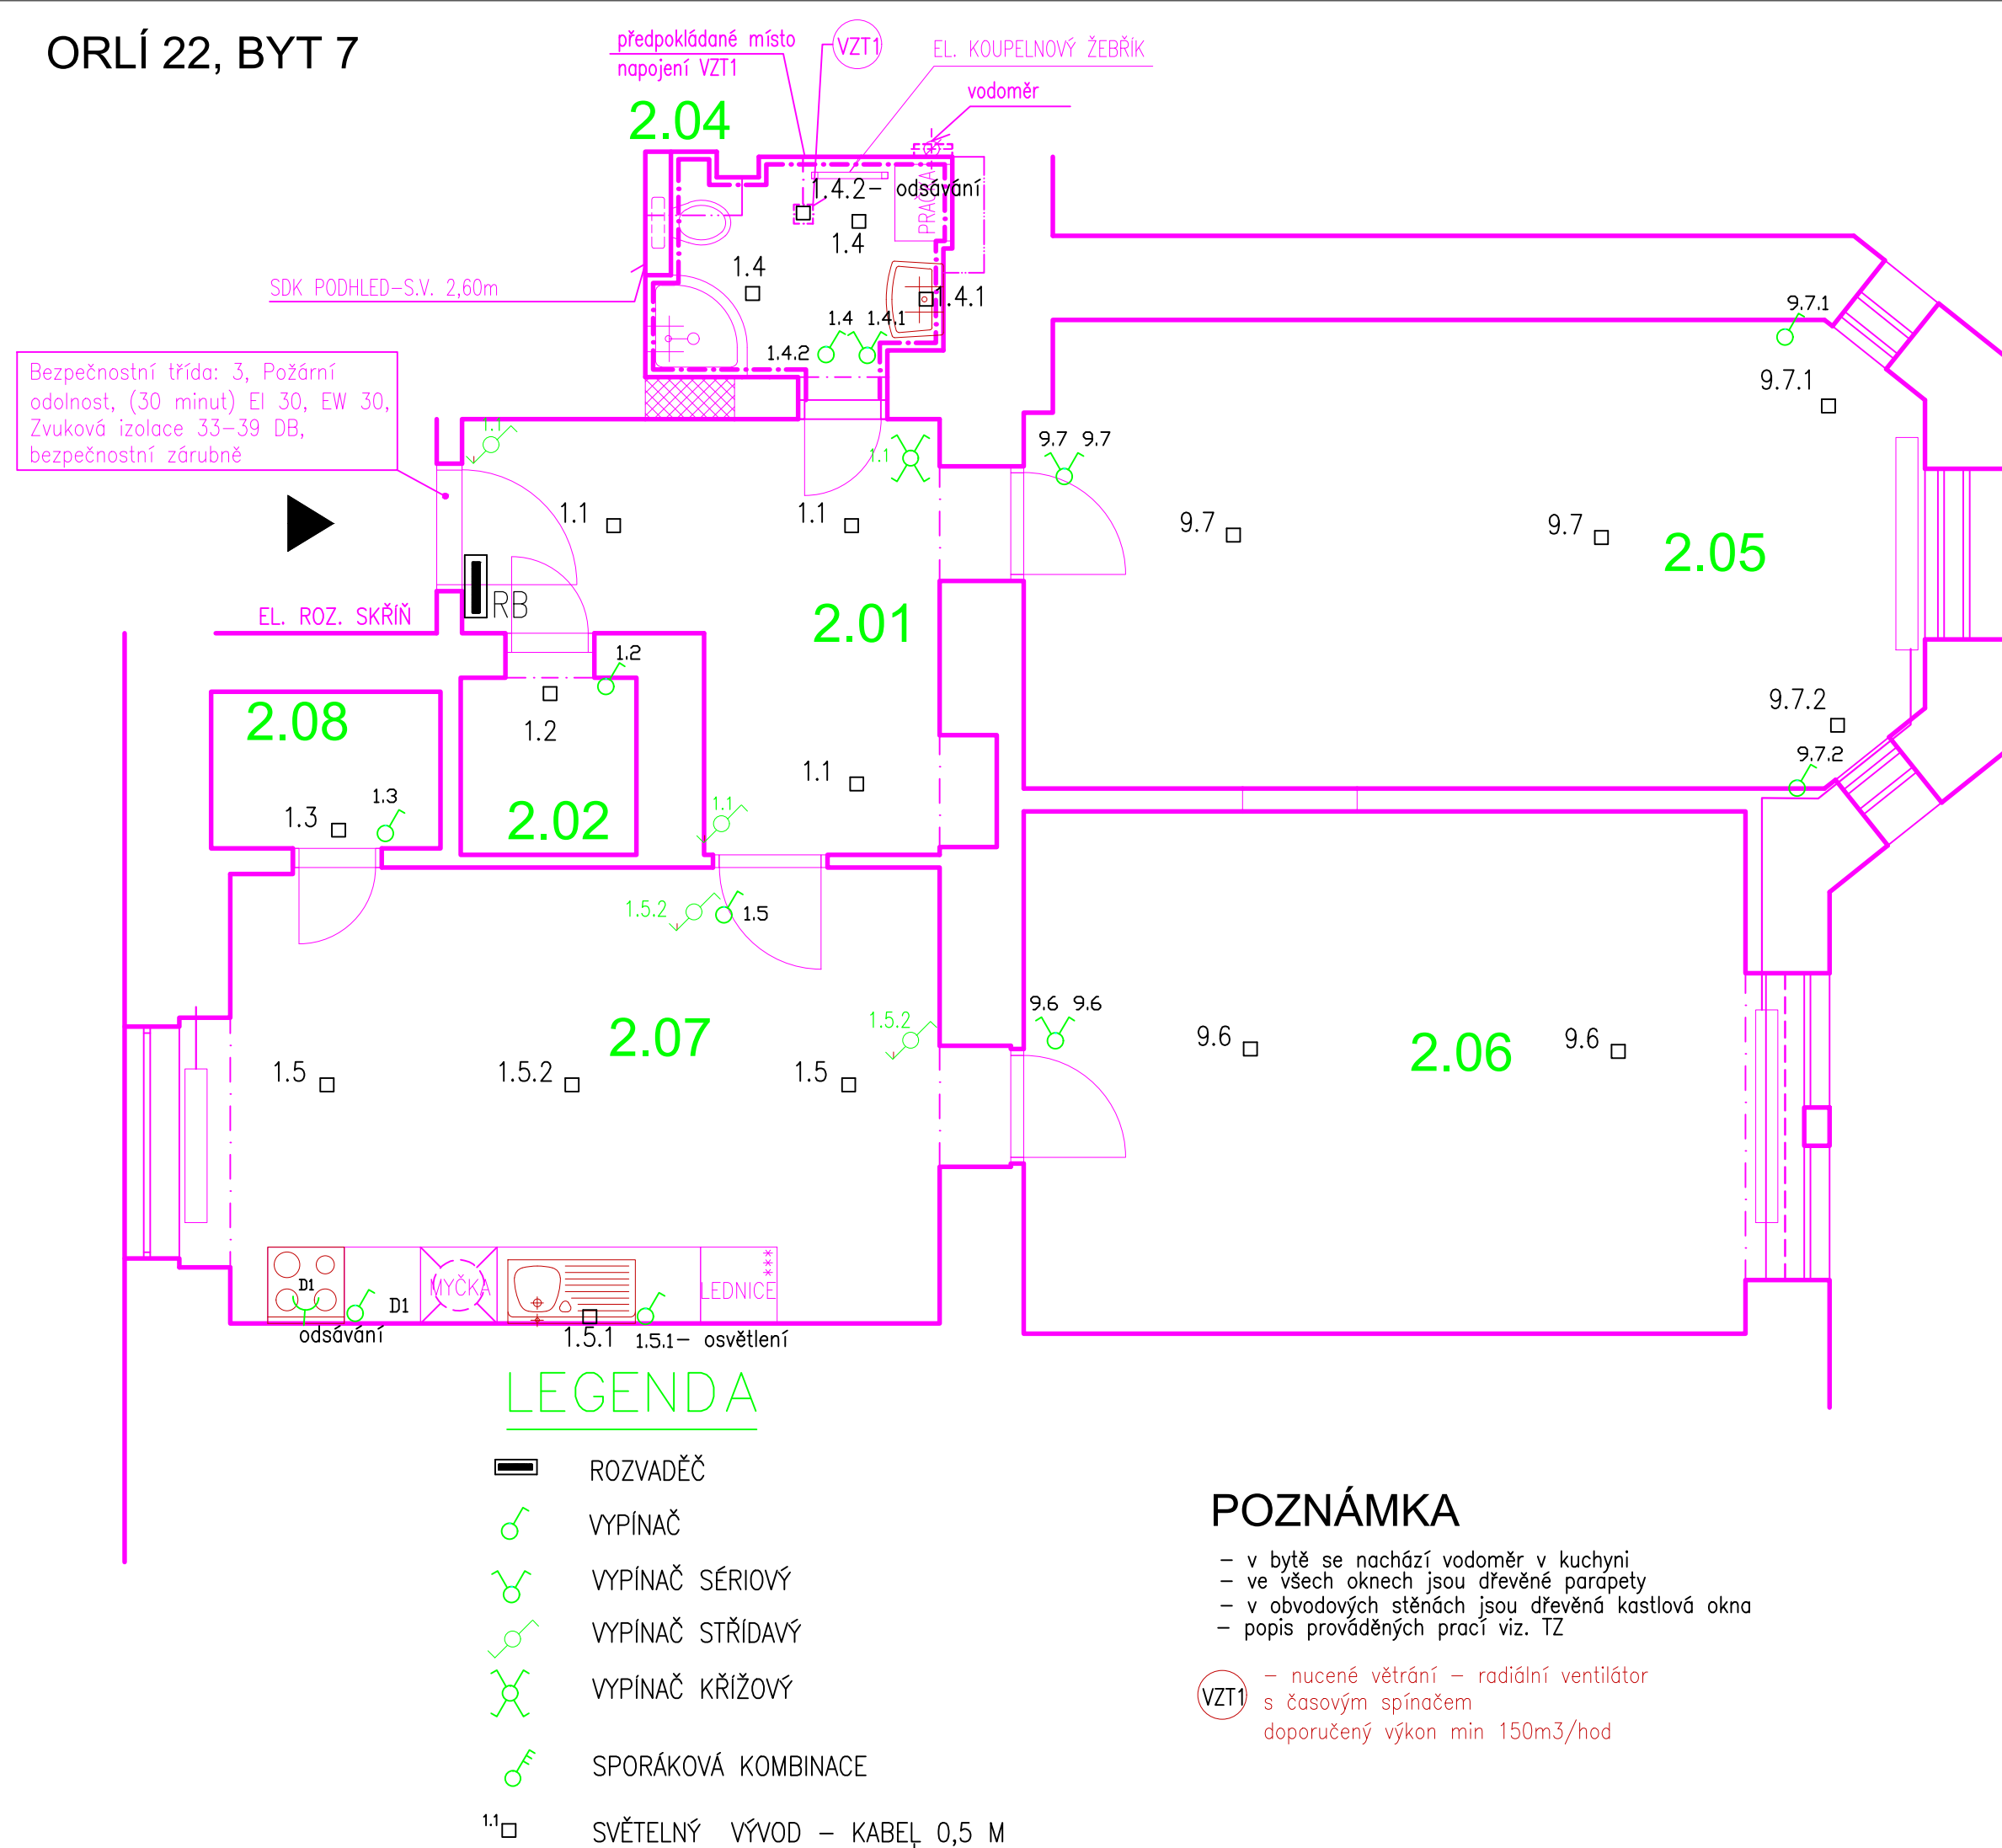 ORLÍ 22, BYT 7
předpokládané místo
napojení VZT1
VZT1
EL. KOUPELNOVÝ ŽEBŘÍK
vodoměr
2.04
1.4.2– odsávání
PRAČKA
1.4
1.4
1.4.1
SDK PODHLED–S.V. 2,60m
1.4 1.4.1
1.4.2
9.7.1
9.7.1
Bezpečnostní třída: 3, Požární
odolnost, (30 minut) EI 30, EW 30,
Zvuková izolace 33–39 DB,
bezpečnostní zárubně
1.1
1.1
9.7 9.7
1.1
1.1
9.7
9.7
2.05
RB
EL. ROZ. SKŘÍŇ
2.01
1.2
1.2
2.08
9.7.2
9.7.2
1.1
1.3
1.3
2.02
1.1
1.5.2
1.5
1.5.2
9.6 9.6
2.07
9.6
2.06
9.6
1.5
1.5.2
1.5
D1
D1
MYČKA
LEDNICE
***
odsávání
1.5.1
1.5.1– osvětlení
LEGENDA
ROZVADĚČ
VYPÍNAČ
VYPÍNAČ SÉRIOVÝ
VYPÍNAČ STŘÍDAVÝ
VYPÍNAČ KŘÍŽOVÝ
SPORÁKOVÁ KOMBINACE
1.1
SVĚTELNÝ VÝVOD – KABEL 0,5 M
POZNÁMKA
– v bytě se nachází vodoměr v kuchyni
– ve všech oknech jsou dřevěné parapety
– v obvodových stěnách jsou dřevěná kastlová okna
– popis prováděných prací viz. TZ
VZT1
– nucené větrání – radiální ventilátor
s časovým spínačem
doporučený výkon min 150m3/hod